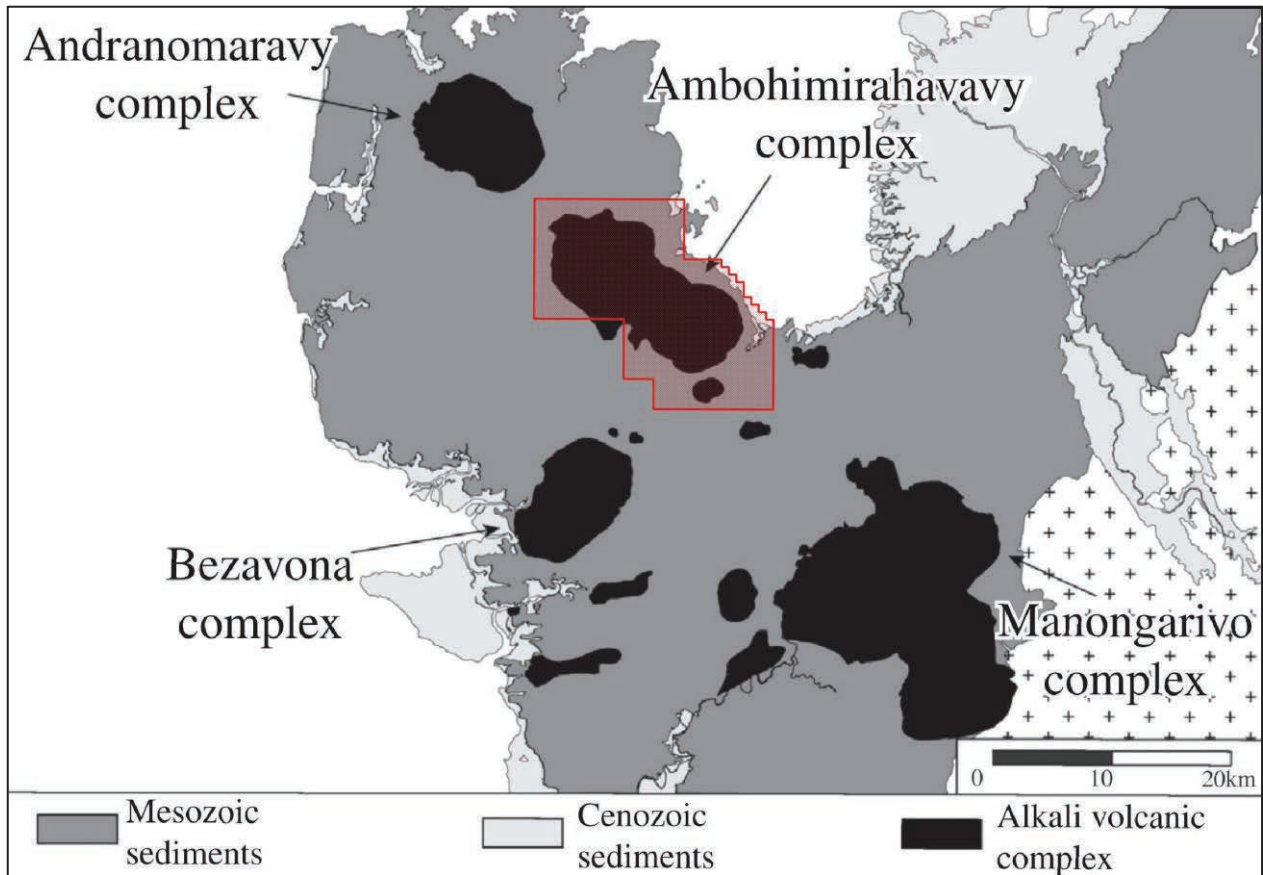 Andranomaravy
complex
Ambohimirahavavy
complex
Bezavona
complex
Manongarivo
complex
0 10 20km
Mesozoic
sediments
Cenozoic
sediments
Alkali volcanic
complex